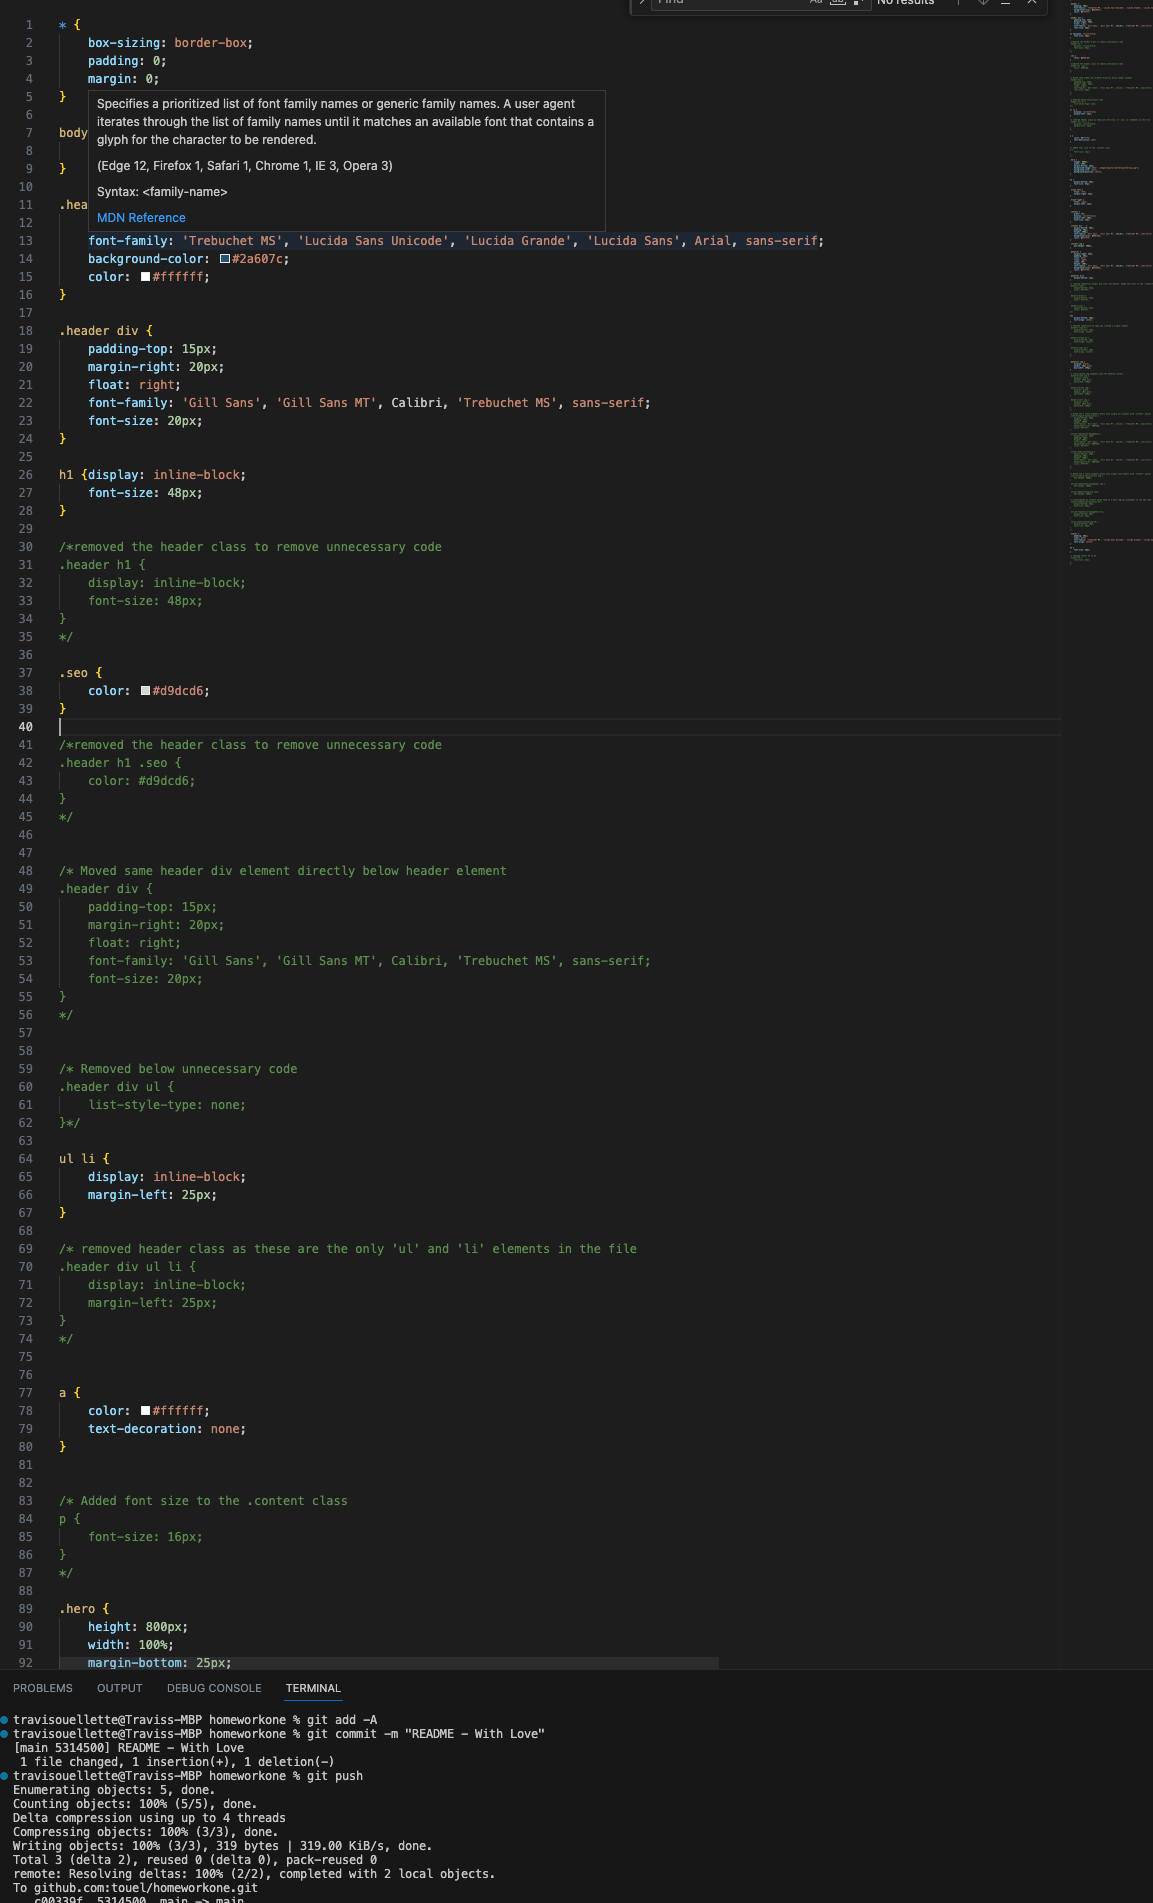 Find
Aa
ab
No results
1 * {
2 box-sizing: border-box;
3 padding: 0;
4 margin: 0;
5 }
Specifies a prioritized list of font family names or generic family names. A user agent
iterates through the list of family names until it matches an available font that contains a
glyph for the character to be rendered.
(Edge 12, Firefox 1, Safari 1, Chrome 1, IE 3, Opera 3)
Syntax: <family-name>
MDN Reference
6
7 body
8
9 }
10
11 .hea
12
13 font-family: 'Trebuchet MS', 'Lucida Sans Unicode', 'Lucida Grande', 'Lucida Sans', Arial, sans-serif;
14 background-color: #2a607c;
15 color: #ffffff;
16 }
17
18 .header div {
19 padding-top: 15px;
20 margin-right: 20px;
21 float: right;
22 font-family: 'Gill Sans', 'Gill Sans MT', Calibri, 'Trebuchet MS', sans-serif;
23 font-size: 20px;
24 }
25
26 h1 {display: inline-block;
27 font-size: 48px;
28 }
29
30 /*removed the header class to remove unnecessary code
31 .header h1 {
32 display: inline-block;
33 font-size: 48px;
34 }
35 */
36
37 .seo {
38 color: #d9dcd6;
39 }
40
41 /*removed the header class to remove unnecessary code
42 .header h1 .seo {
43 color: #d9dcd6;
44 }
45 */
46
47
48 /* Moved same header div element directly below header element
49 .header div {
50 padding-top: 15px;
51 margin-right: 20px;
52 float: right;
53 font-family: 'Gill Sans', 'Gill Sans MT', Calibri, 'Trebuchet MS', sans-serif;
54 font-size: 20px;
55 }
56 */
57
58
59 /* Removed below unnecessary code
60 .header div ul {
61 list-style-type: none;
62 }*/
63
64 ul li {
65 display: inline-block;
66 margin-left: 25px;
67 }
68
69 /* removed header class as these are the only 'ul' and 'li' elements in the file
70 .header div ul li {
71 display: inline-block;
72 margin-left: 25px;
73 }
74 */
75
76
77 a {
78 color: #ffffff;
79 text-decoration: none;
80 }
81
82
83 /* Added font size to the .content class
84 p {
85 font-size: 16px;
86 }
87 */
88
89 .hero {
90 height: 800px;
91 width: 100%;
92 margin-bottom: 25px;
PROBLEMS OUTPUT DEBUG CONSOLE TERMINAL
travisouellette@Traviss-MBP homeworkone % git add -A
travisouellette@Traviss-MBP homeworkone % git commit -m "README - With Love"
[main 5314500] README - With Love
1 file changed, 1 insertion(+), 1 deletion(-)
travisouellette@Traviss-MBP homeworkone % git push
Enumerating objects: 5, done.
Counting objects: 100% (5/5), done.
Delta compression using up to 4 threads
Compressing objects: 100% (3/3), done.
Writing objects: 100% (3/3), 319 bytes | 319.00 KiB/s, done.
Total 3 (delta 2), reused 0 (delta 0), pack-reused 0
remote: Resolving deltas: 100% (2/2), completed with 2 local objects.
To github.com:touel/homeworkone.git
c00339f..5314500 main -> main